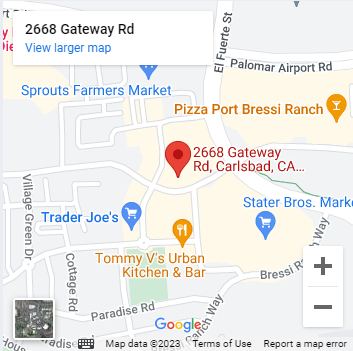 2668 Gateway Rd
View larger map
El Fuerte St
Palomar Airport Rd
Sprouts Farmers Market
Pizza Port Bressi Ranch
2668 Gateway
Rd, Carlsbad, CA...
Village Green Dr
Trader Joe's
Stater Bros. Marke
Cottage Rd
Tommy V's Urban
Kitchen & Bar
Bressi Ranch Way
Paradise Rd
Ranch Way
Google
Map data ©2023
Terms of Use
Report a map error